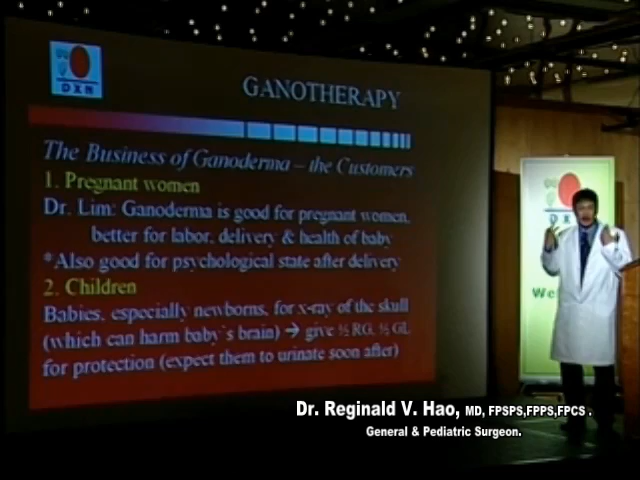 DXN
GANOTHERAPY
The Business of Ganoderma – the Customers
1. Pregnant women
Dr. Lim: Ganoderma is good for pregnant women,
better for labor, delivery & health of baby
*Also good for psychological state after delivery
2. Children
Babies, especially newborns, for x-ray of the skull
(which can harm baby's brain) → give ½ RG, ½ GL
for protection (expect them to urinate soon after)
DX
Wel
Dr. Reginald V. Hao, MD, FPSPS,FPPS,FPCS .
General & Pediatric Surgeon.